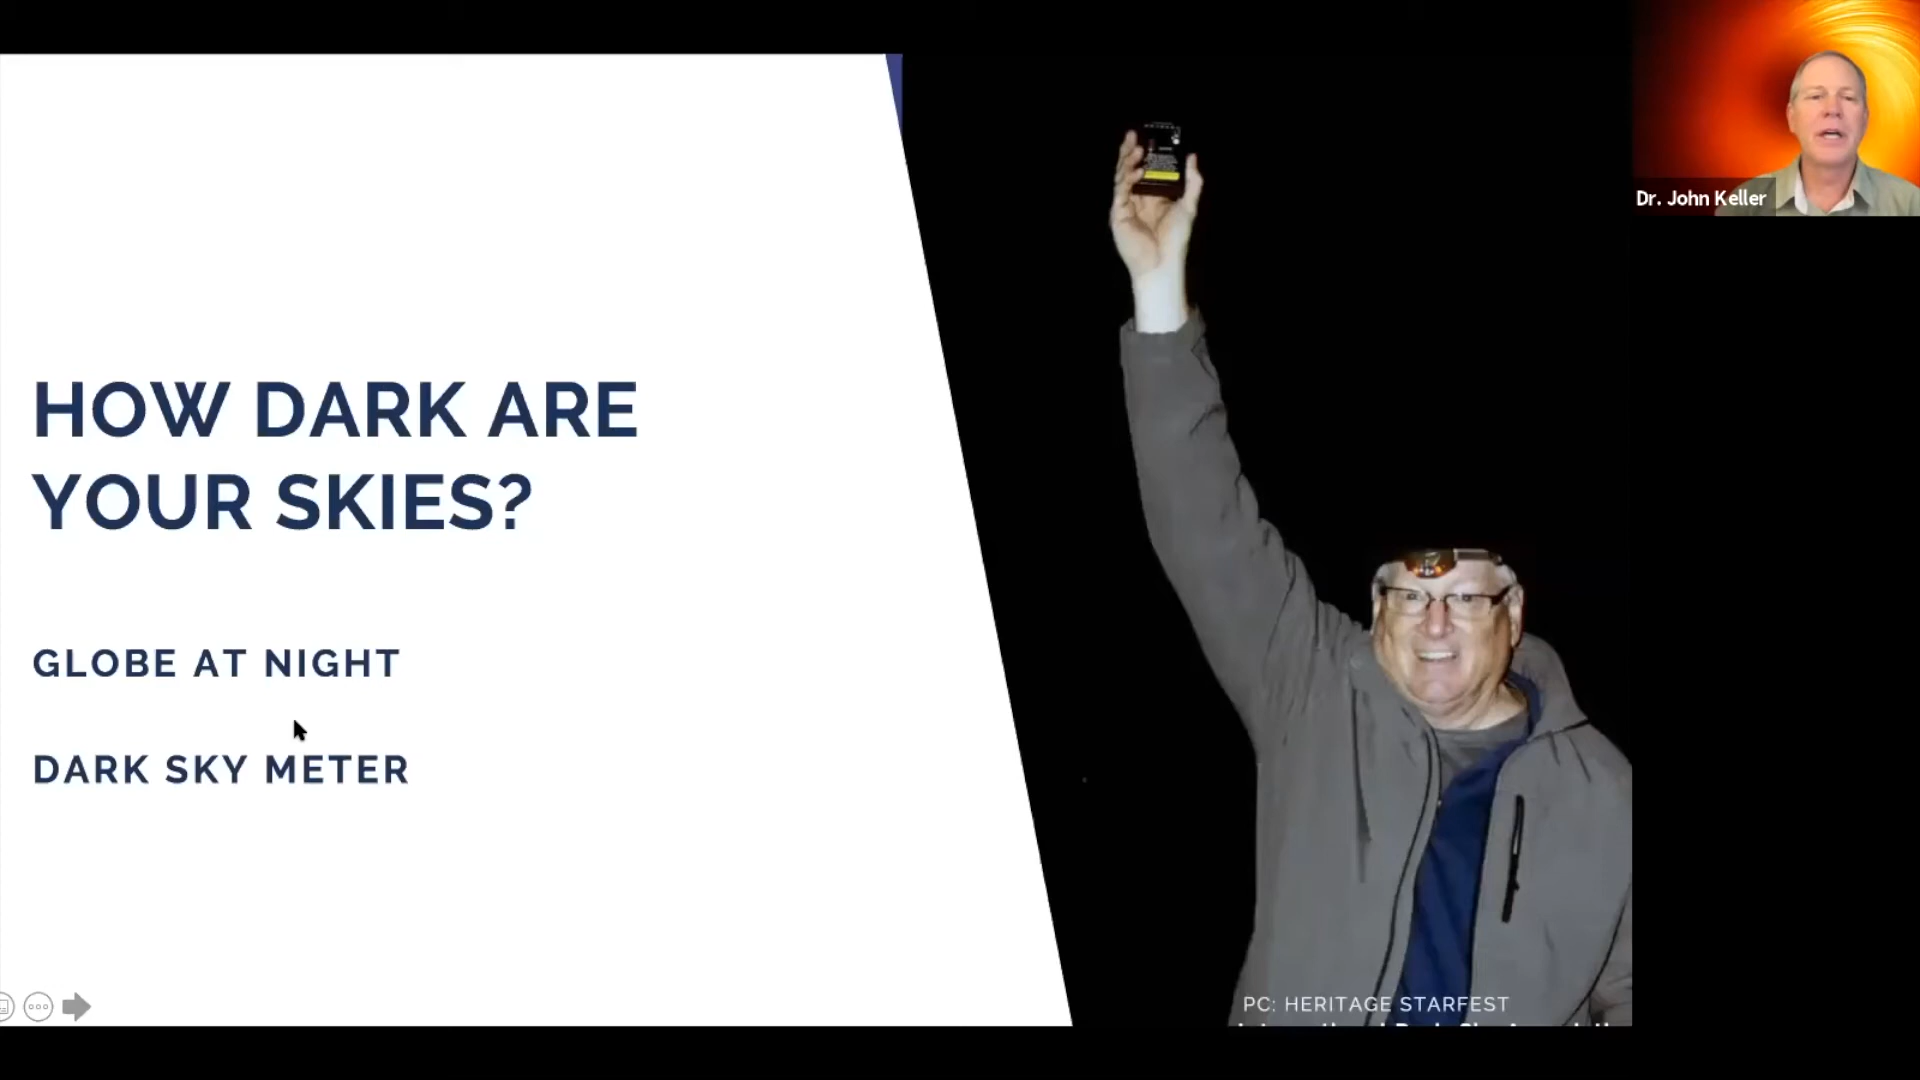 HOW DARK ARE
YOUR SKIES?
GLOBE AT NIGHT
DARK SKY METER
PC: HERITAGE STARFEST
Dr. John Keller